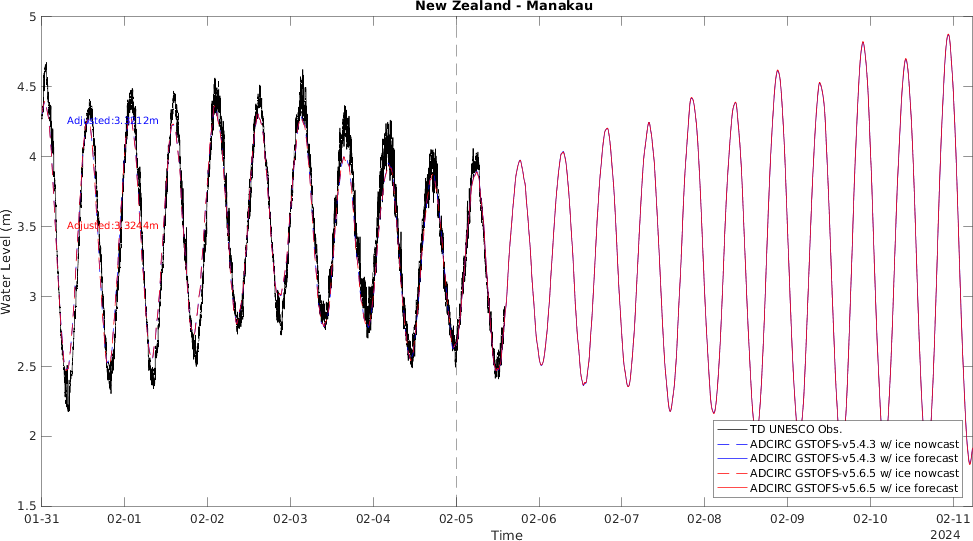 New Zealand - Manakau
5
4.5
4
3.5
3
2.5
2
1.5
Water Level (m)
Adjusted:3.3244m
TD UNESCO Obs.
ADCIRC GSTOFS-v5.4.3 w/ ice nowcast
ADCIRC GSTOFS-v5.4.3 w/ ice forecast
ADCIRC GSTOFS-v5.6.5 w/ ice nowcast
ADCIRC GSTOFS-v5.6.5 w/ ice forecast
01-31 02-01 02-02 02-03 02-04 02-05 02-06 02-07 02-08 02-09 02-10 02-11
Time
2024